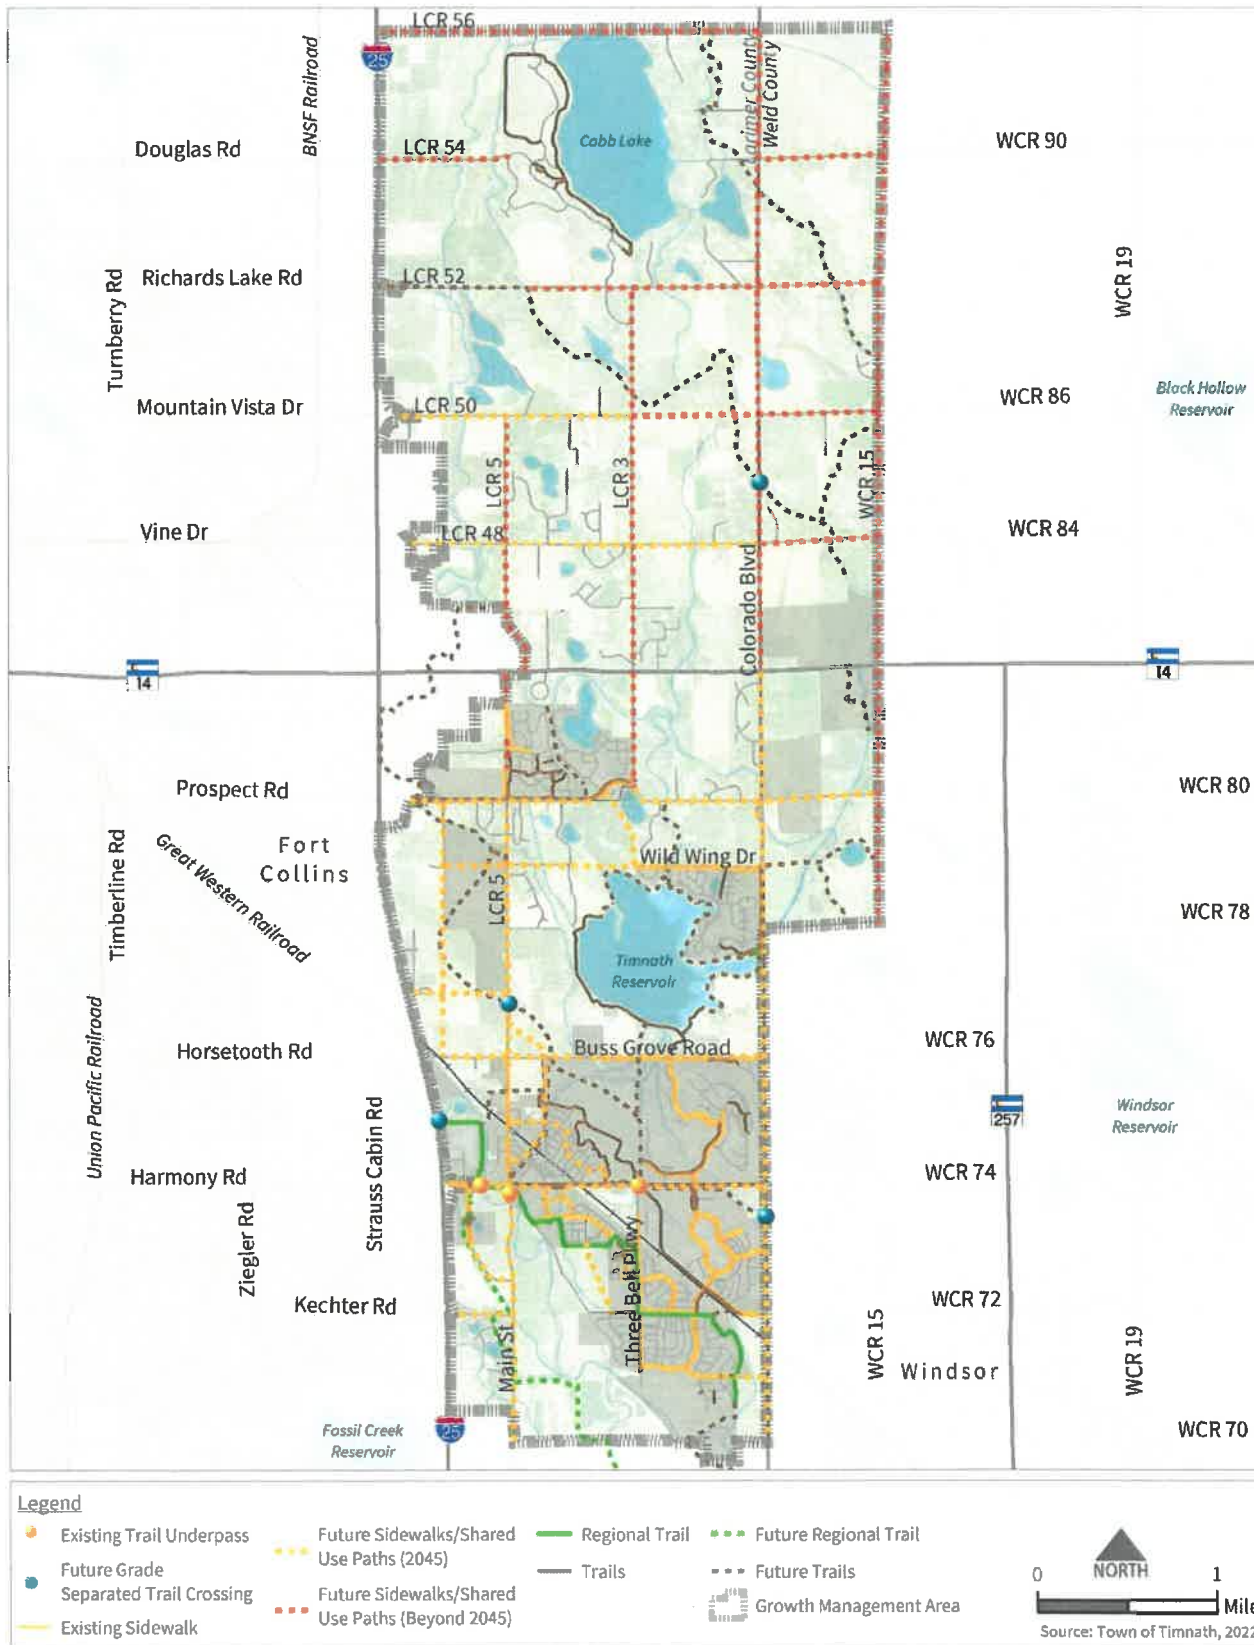 LCR 56
25
BNSF Railroad
Larimer County
Weld County
Cobb Lake
Douglas Rd
LCR 54
WCR 90
Richards Lake Rd
LCR 52
WCR 19
Turnberry Rd
Mountain Vista Dr
LCR 50
WCR 86
Black Hollow
Reservoir
LCR 5
LCR 3
WCR 15
Vine Dr
LCR 48
WCR 84
Colorado Blvd
14
14
Prospect Rd
WCR 80
Timberline Rd
Great Western Railroad
Fort
Collins
Wild Wing Dr
LCR 5
WCR 78
Timnath
Reservoir
Union Pacific Railroad
Horsetooth Rd
Buss Grove Road
WCR 76
257
Windsor
Reservoir
Strauss Cabin Rd
Harmony Rd
WCR 74
Ziegler Rd
Three Bell Pkwy
Kechter Rd
WCR 72
Main St
WCR 15
Windsor
WCR 19
Fossil Creek
Reservoir
25
WCR 70
Legend
Existing Trail Underpass
Future Grade
Separated Trail Crossing
Existing Sidewalk
Future Sidewalks/Shared
Use Paths (2045)
Future Sidewalks/Shared
Use Paths (Beyond 2045)
Regional Trail
Trails
Future Regional Trail
Future Trails
Growth Management Area
NORTH
0 1
Mile
Source: Town of Timnath, 2022